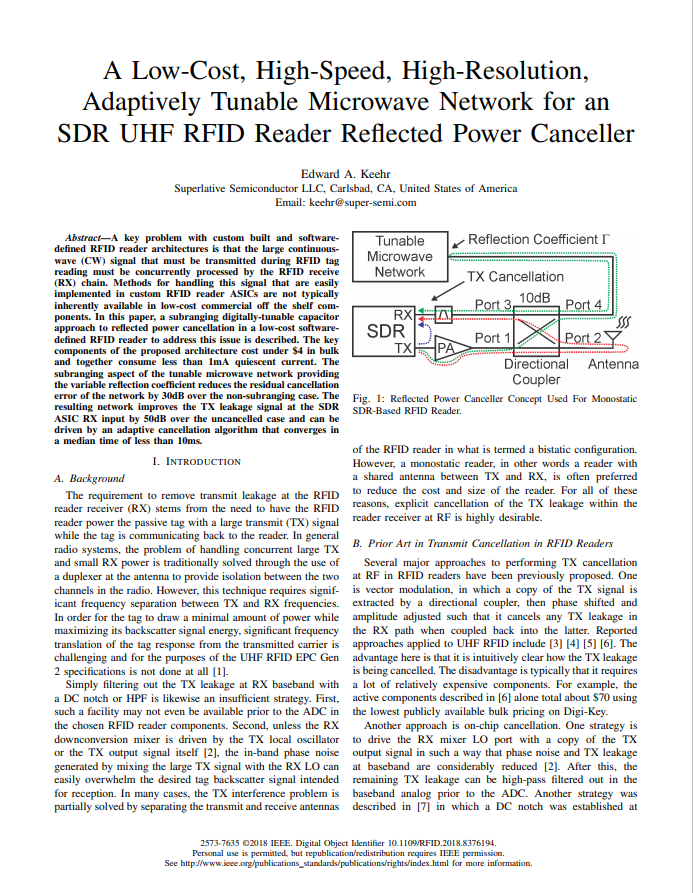 A Low-Cost, High-Speed, High-Resolution,
Adaptively Tunable Microwave Network for an
SDR UHF RFID Reader Reflected Power Canceller
Edward A. Keehr
Superlative Semiconductor LLC, Carlsbad, CA, United States of America
Email: keehr@super-semi.com
Abstract—A key problem with custom built and software-
defined RFID reader architectures is that the large continuous-
wave (CW) signal that must be transmitted during RFID tag
reading must be concurrently processed by the RFID receive
(RX) chain. Methods for handling this signal that are easily
implemented in custom RFID reader ASICs are not typically
inherently available in low-cost commercial off the shelf com-
ponents. In this paper, a subranging digitally-tunable capacitor
approach to reflected power cancellation in a low-cost software-
defined RFID reader to address this issue is described. The key
components of the proposed architecture cost under $4 in bulk
and together consume less than 1mA quiescent current. The
subranging aspect of the tunable microwave network providing
the variable reflection coefficient reduces the residual cancellation
error of the network by 30dB over the non-subranging case. The
resulting network improves the TX leakage signal at the SDR
ASIC RX input by 50dB over the uncancelled case and can be
driven by an adaptive cancellation algorithm that converges in
a median time of less than 10ms.
I. INTRODUCTION
A. Background
The requirement to remove transmit leakage at the RFID
reader receiver (RX) stems from the need to have the RFID
reader power the passive tag with a large transmit (TX) signal
while the tag is communicating back to the reader. In general
radio systems, the problem of handling concurrent large TX
and small RX power is traditionally solved through the use of
a duplexer at the antenna to provide isolation between the two
channels in the radio. However, this technique requires signif-
icant frequency separation between TX and RX frequencies.
In order for the tag to draw a minimal amount of power while
maximizing its backscatter signal energy, significant frequency
translation of the tag response from the transmitted carrier is
challenging and for the purposes of the UHF RFID EPC Gen
2 specifications is not done at all [1].
Simply filtering out the TX leakage at RX baseband with
a DC notch or HPF is likewise an insufficient strategy. First,
such a facility may not even be available prior to the ADC in
the chosen RFID reader components. Second, unless the RX
downconversion mixer is driven by the TX local oscillator
or the TX output signal itself [2], the in-band phase noise
generated by mixing the large TX signal with the RX LO can
easily overwhelm the desired tag backscatter signal intended
for reception. In many cases, the TX interference problem is
partially solved by separating the transmit and receive antennas
Tunable
Microwave
Network
Reflection Coefficient Γ
TX Cancellation
Port 3
10dB
Port 4
RX
SDR
TX
PA
Port 1
Port 2
Directional
Coupler
Antenna
Fig. 1: Reflected Power Canceller Concept Used For Monostatic
SDR-Based RFID Reader.
of the RFID reader in what is termed a bistatic configuration.
However, a monostatic reader, in other words a reader with
a shared antenna between TX and RX, is often preferred
to reduce the cost and size of the reader. For all of these
reasons, explicit cancellation of the TX leakage within the
reader receiver at RF is highly desirable.
B. Prior Art in Transmit Cancellation in RFID Readers
Several major approaches to performing TX cancellation
at RF in RFID readers have been previously proposed. One
is vector modulation, in which a copy of the TX signal is
extracted by a directional coupler, then phase shifted and
amplitude adjusted such that it cancels any TX leakage in
the RX path when coupled back into the latter. Reported
approaches applied to UHF RFID include [3] [4] [5] [6]. The
advantage here is that it is intuitively clear how the TX leakage
is being cancelled. The disadvantage is typically that it requires
a lot of relatively expensive components. For example, the
active components described in [6] alone total about $70 using
the lowest publicly available bulk pricing on Digi-Key.
Another approach is on-chip cancellation. One strategy is
to drive the RX mixer LO port with a copy of the TX
output signal in such a way that phase noise and TX leakage
at baseband are considerably reduced [2]. After this, the
remaining TX leakage can be high-pass filtered out in the
baseband analog prior to the ADC. Another strategy was
described in [7] in which a DC notch was established at
2573-7635 ©2018 IEEE. Digital Object Identifier 10.1109/RFID.2018.8376194.
Personal use is permitted, but republication/redistribution requires IEEE permission.
See http://www.ieee.org/publications_standards/publications/rights/index.html for more information.